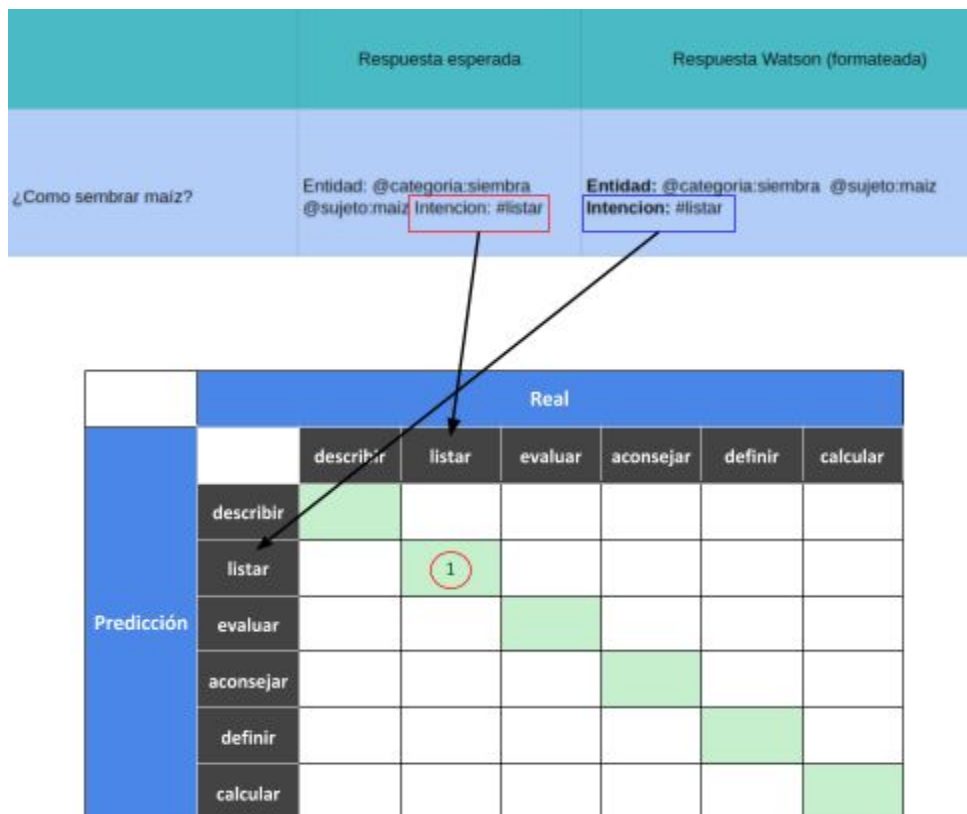 Respuesta esperada
Respuesta Watson (formateada)
¿Como sembrar maíz?
Entidad: @categoria:siembra
@sujeto:maiz Intencion: #listar
Entidad: @categoria:siembra @sujeto:maiz
Intencion: #listar
Real
describir listar evaluar aconsejar definir calcular
describir
listar 1
Predicción evaluar
aconsejar
definir
calcular